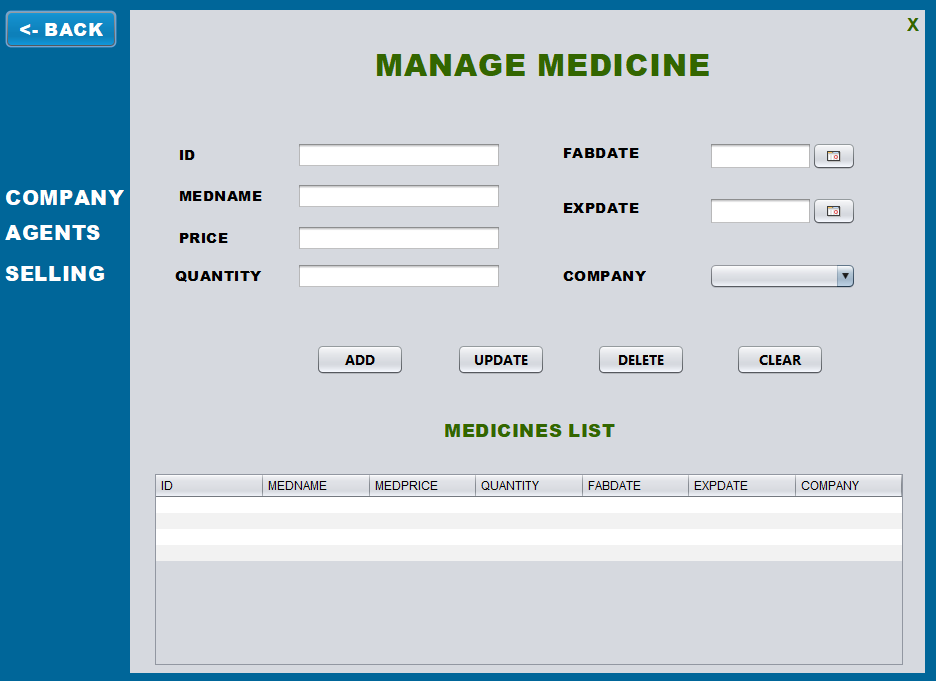 <- BACK
X
MANAGE MEDICINE
COMPANY
AGENTS
SELLING
ID
MEDNAME
PRICE
QUANTITY
FABDATE
EXPDATE
COMPANY
ADD UPDATE DELETE CLEAR
MEDICINES LIST
ID MEDNAME MEDPRICE QUANTITY FABDATE EXPDATE COMPANY